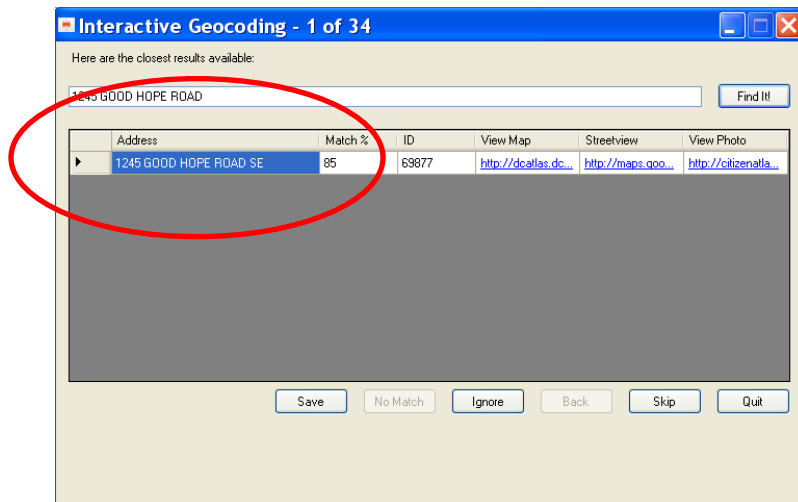 Interactive Geocoding - 1 of 34
Here are the closest results available:
1245 GOOD HOPE ROAD Find It!
Address Match % ID View Map Streetview View Photo
1245 GOOD HOPE ROAD SE 85 69877 http://dcatlas.dc... http://maps.goo... http://citizenatla...
Save No Match Ignore Back Skip Quit